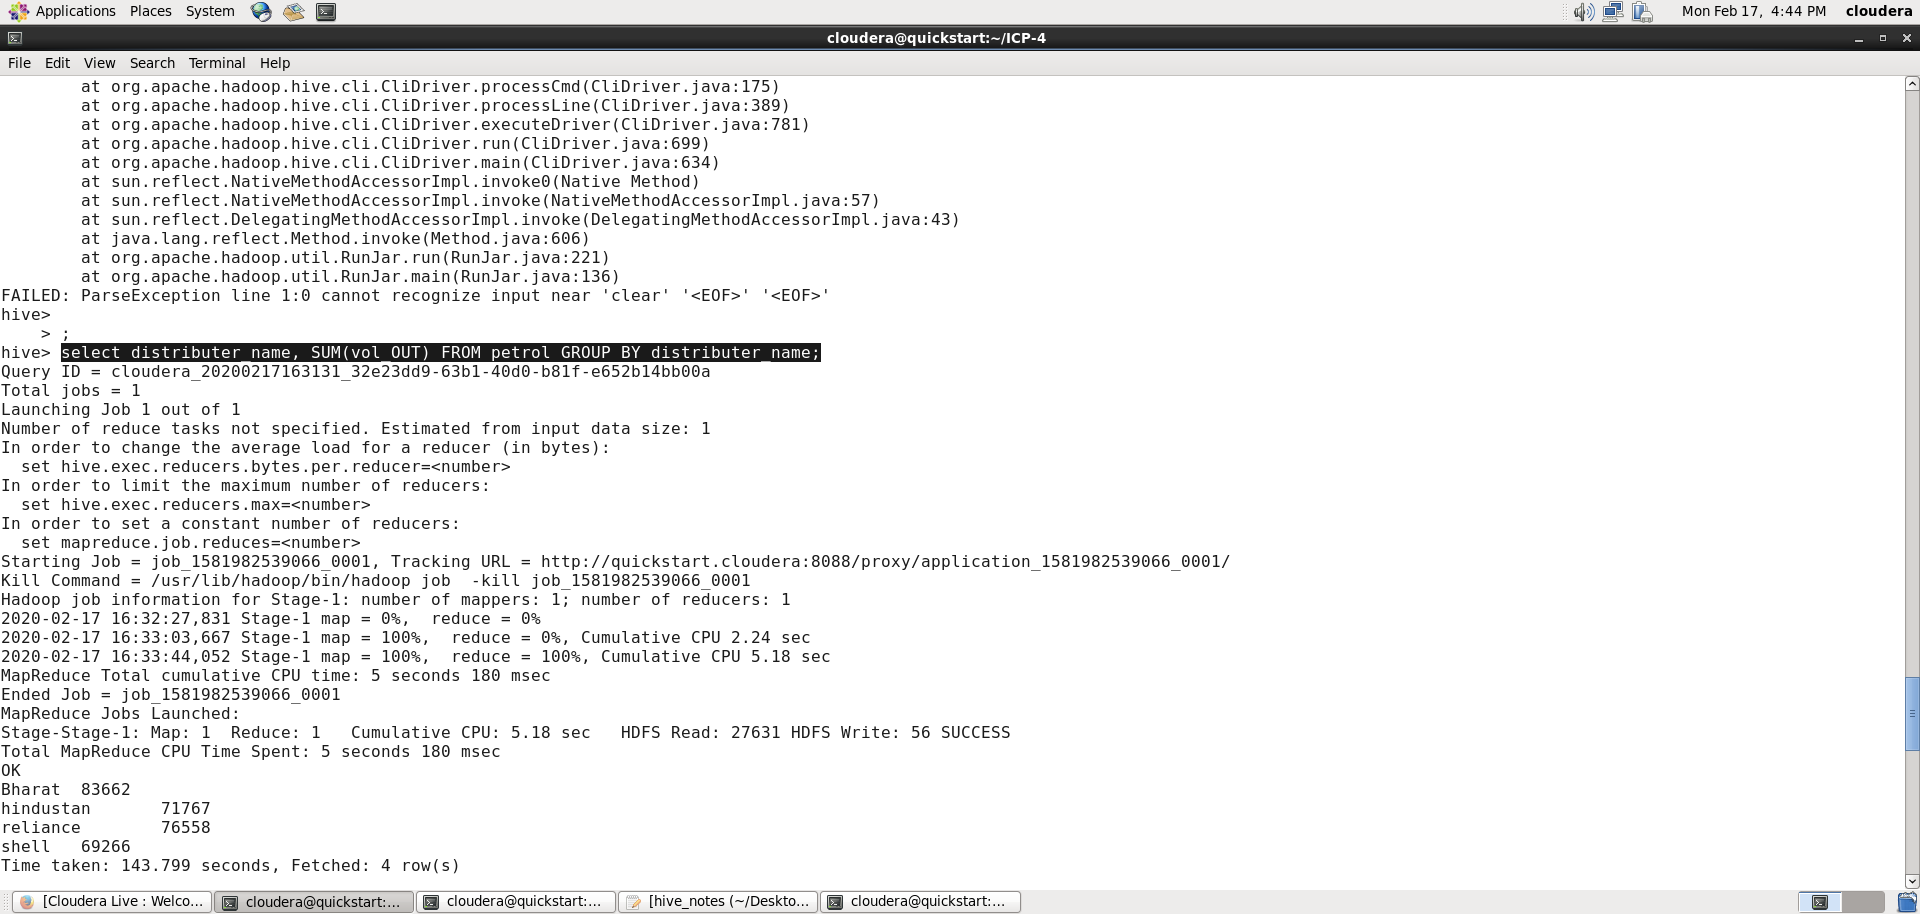 Applications Places System Mon Feb 17, 4:44 PM cloudera
cloudera@quickstart:~/ICP-4
File Edit View Search Terminal Help
at org.apache.hadoop.hive.cli.CliDriver.processCmd(CliDriver.java:175)
at org.apache.hadoop.hive.cli.CliDriver.processLine(CliDriver.java:389)
at org.apache.hadoop.hive.cli.CliDriver.executeDriver(CliDriver.java:781)
at org.apache.hadoop.hive.cli.CliDriver.run(CliDriver.java:699)
at org.apache.hadoop.hive.cli.CliDriver.main(CliDriver.java:634)
at sun.reflect.NativeMethodAccessorImpl.invoke0(Native Method)
at sun.reflect.NativeMethodAccessorImpl.invoke(NativeMethodAccessorImpl.java:57)
at sun.reflect.DelegatingMethodAccessorImpl.invoke(DelegatingMethodAccessorImpl.java:43)
at java.lang.reflect.Method.invoke(Method.java:606)
at org.apache.hadoop.util.RunJar.run(RunJar.java:221)
at org.apache.hadoop.util.RunJar.main(RunJar.java:136)
FAILED: ParseException line 1:0 cannot recognize input near 'clear' '<EOF>' '<EOF>'
hive>
> ;
hive> select distributer_name, SUM(vol_OUT) FROM petrol GROUP BY distributer_name;
Query ID = cloudera_20200217163131_32e23dd9-63b1-40d0-b81f-e652b14bb00a
Total jobs = 1
Launching Job 1 out of 1
Number of reduce tasks not specified. Estimated from input data size: 1
In order to change the average load for a reducer (in bytes):
set hive.exec.reducers.bytes.per.reducer=<number>
In order to limit the maximum number of reducers:
set hive.exec.reducers.max=<number>
In order to set a constant number of reducers:
set mapreduce.job.reduces=<number>
Starting Job = job_1581982539066_0001, Tracking URL = http://quickstart.cloudera:8088/proxy/application_1581982539066_0001/
Kill Command = /usr/lib/hadoop/bin/hadoop job  -kill job_1581982539066_0001
Hadoop job information for Stage-1: number of mappers: 1; number of reducers: 1
2020-02-17 16:32:27,831 Stage-1 map = 0%,  reduce = 0%
2020-02-17 16:33:03,667 Stage-1 map = 100%,  reduce = 0%, Cumulative CPU 2.24 sec
2020-02-17 16:33:44,052 Stage-1 map = 100%,  reduce = 100%, Cumulative CPU 5.18 sec
MapReduce Total cumulative CPU time: 5 seconds 180 msec
Ended Job = job_1581982539066_0001
MapReduce Jobs Launched:
Stage-Stage-1: Map: 1  Reduce: 1   Cumulative CPU: 5.18 sec   HDFS Read: 27631 HDFS Write: 56 SUCCESS
Total MapReduce CPU Time Spent: 5 seconds 180 msec
OK
Bharat 83662
hindustan 71767
reliance 76558
shell 69266
Time taken: 143.799 seconds, Fetched: 4 row(s)
[Cloudera Live : Welco... cloudera@quickstart:... cloudera@quickstart:... [hive_notes (~/Deskto... cloudera@quickstart:...